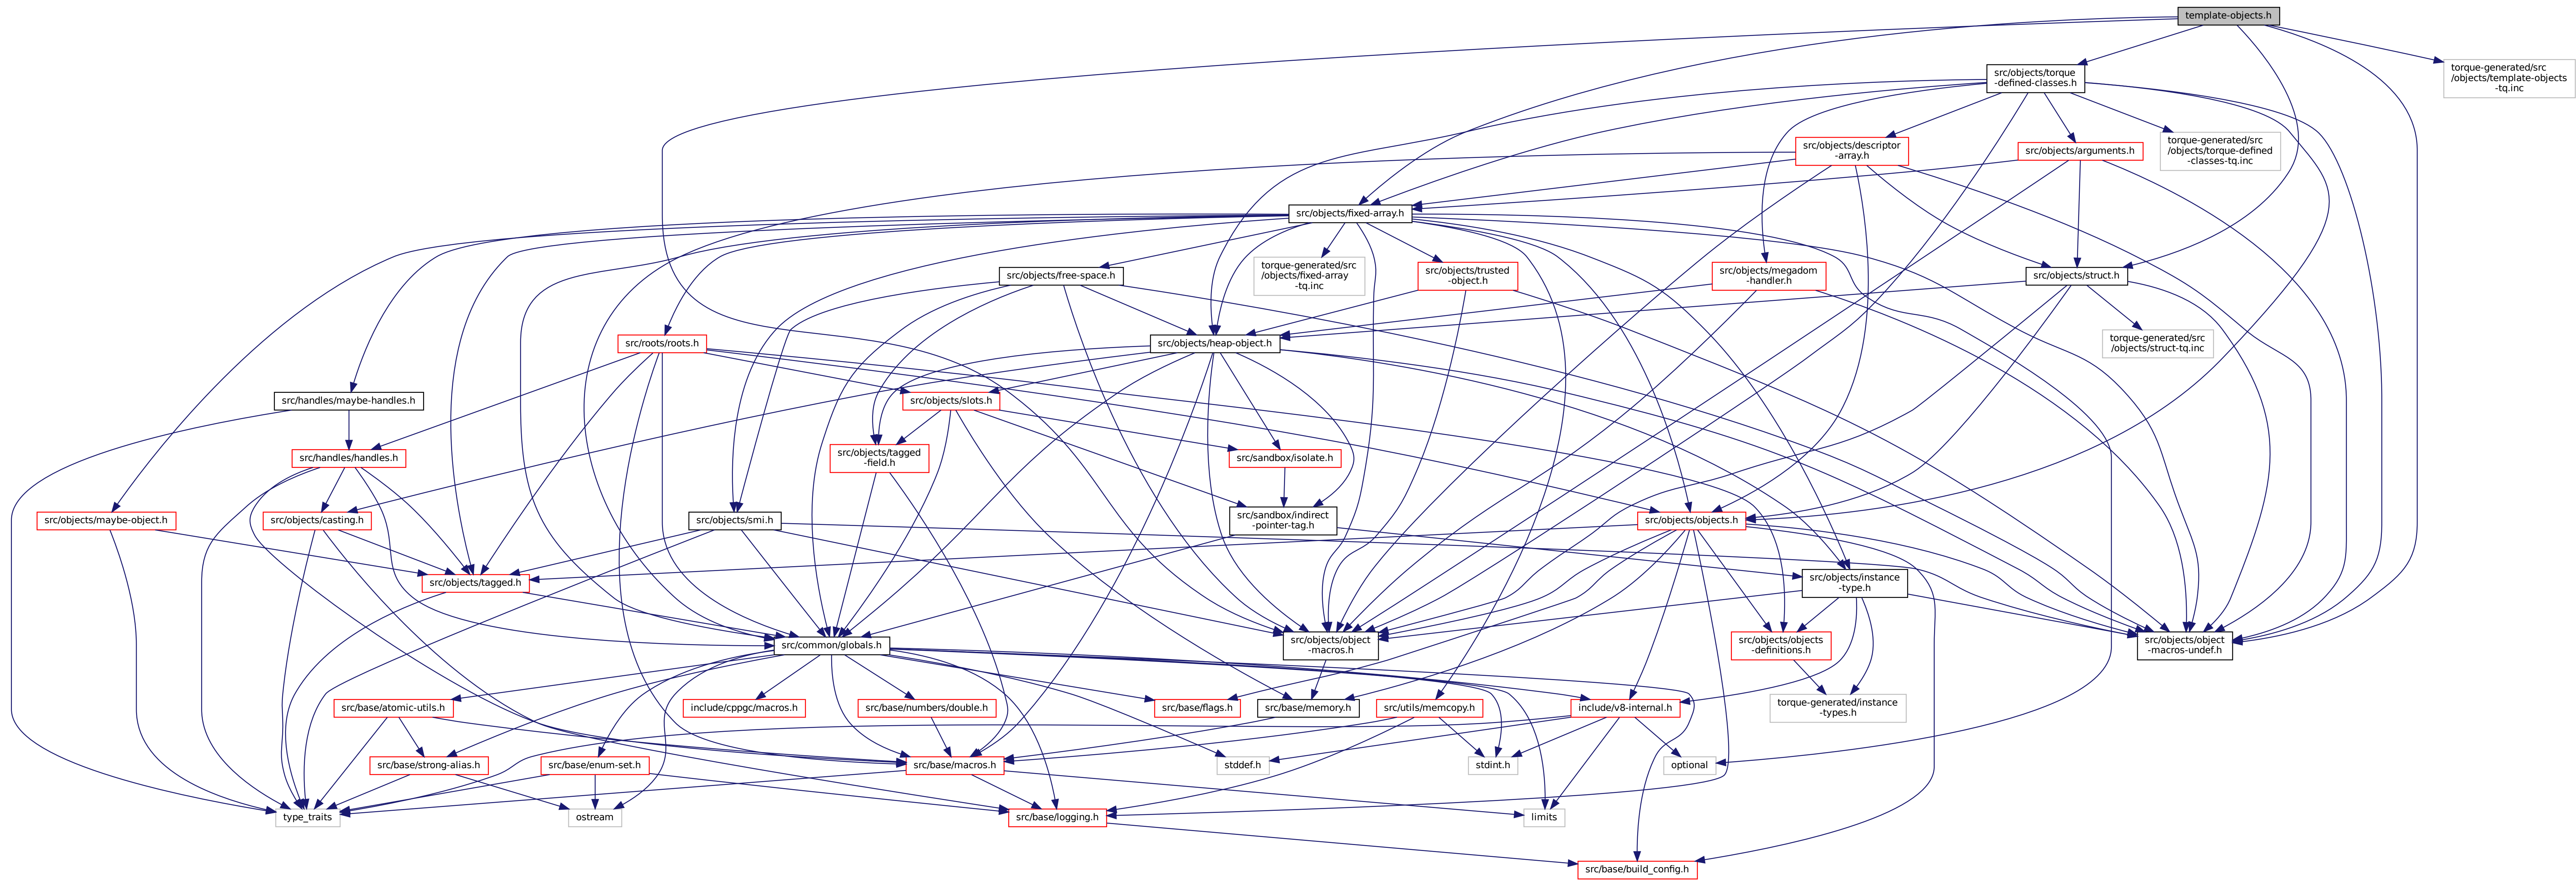 template-objects.h
src/objects/torque
-defined-classes.h
torque-generated/src
/objects/template-objects
-tq.inc
src/objects/descriptor
-array.h
src/objects/arguments.h
torque-generated/src
/objects/torque-defined
-classes-tq.inc
src/objects/fixed-array.h
src/objects/free-space.h
torque-generated/src
/objects/fixed-array
-tq.inc
src/objects/trusted
-object.h
src/objects/megadom
-handler.h
src/objects/struct.h
src/roots/roots.h
src/objects/heap-object.h
torque-generated/src
/objects/struct-tq.inc
src/handles/maybe-handles.h
src/objects/slots.h
src/handles/handles.h
src/objects/tagged
-field.h
src/sandbox/isolate.h
src/objects/maybe-object.h
src/objects/casting.h
src/objects/smi.h
src/sandbox/indirect
-pointer-tag.h
src/objects/objects.h
src/objects/tagged.h
src/objects/instance
-type.h
src/common/globals.h
src/objects/object
-macros.h
src/objects/objects
-definitions.h
src/objects/object
-macros-undef.h
src/base/atomic-utils.h
include/cppgc/macros.h
src/base/numbers/double.h
src/base/flags.h
src/base/memory.h
src/utils/memcopy.h
include/v8-internal.h
torque-generated/instance
-types.h
src/base/strong-alias.h
src/base/enum-set.h
src/base/macros.h
stddef.h
stdint.h
optional
type_traits
ostream
src/base/logging.h
limits
src/base/build_config.h